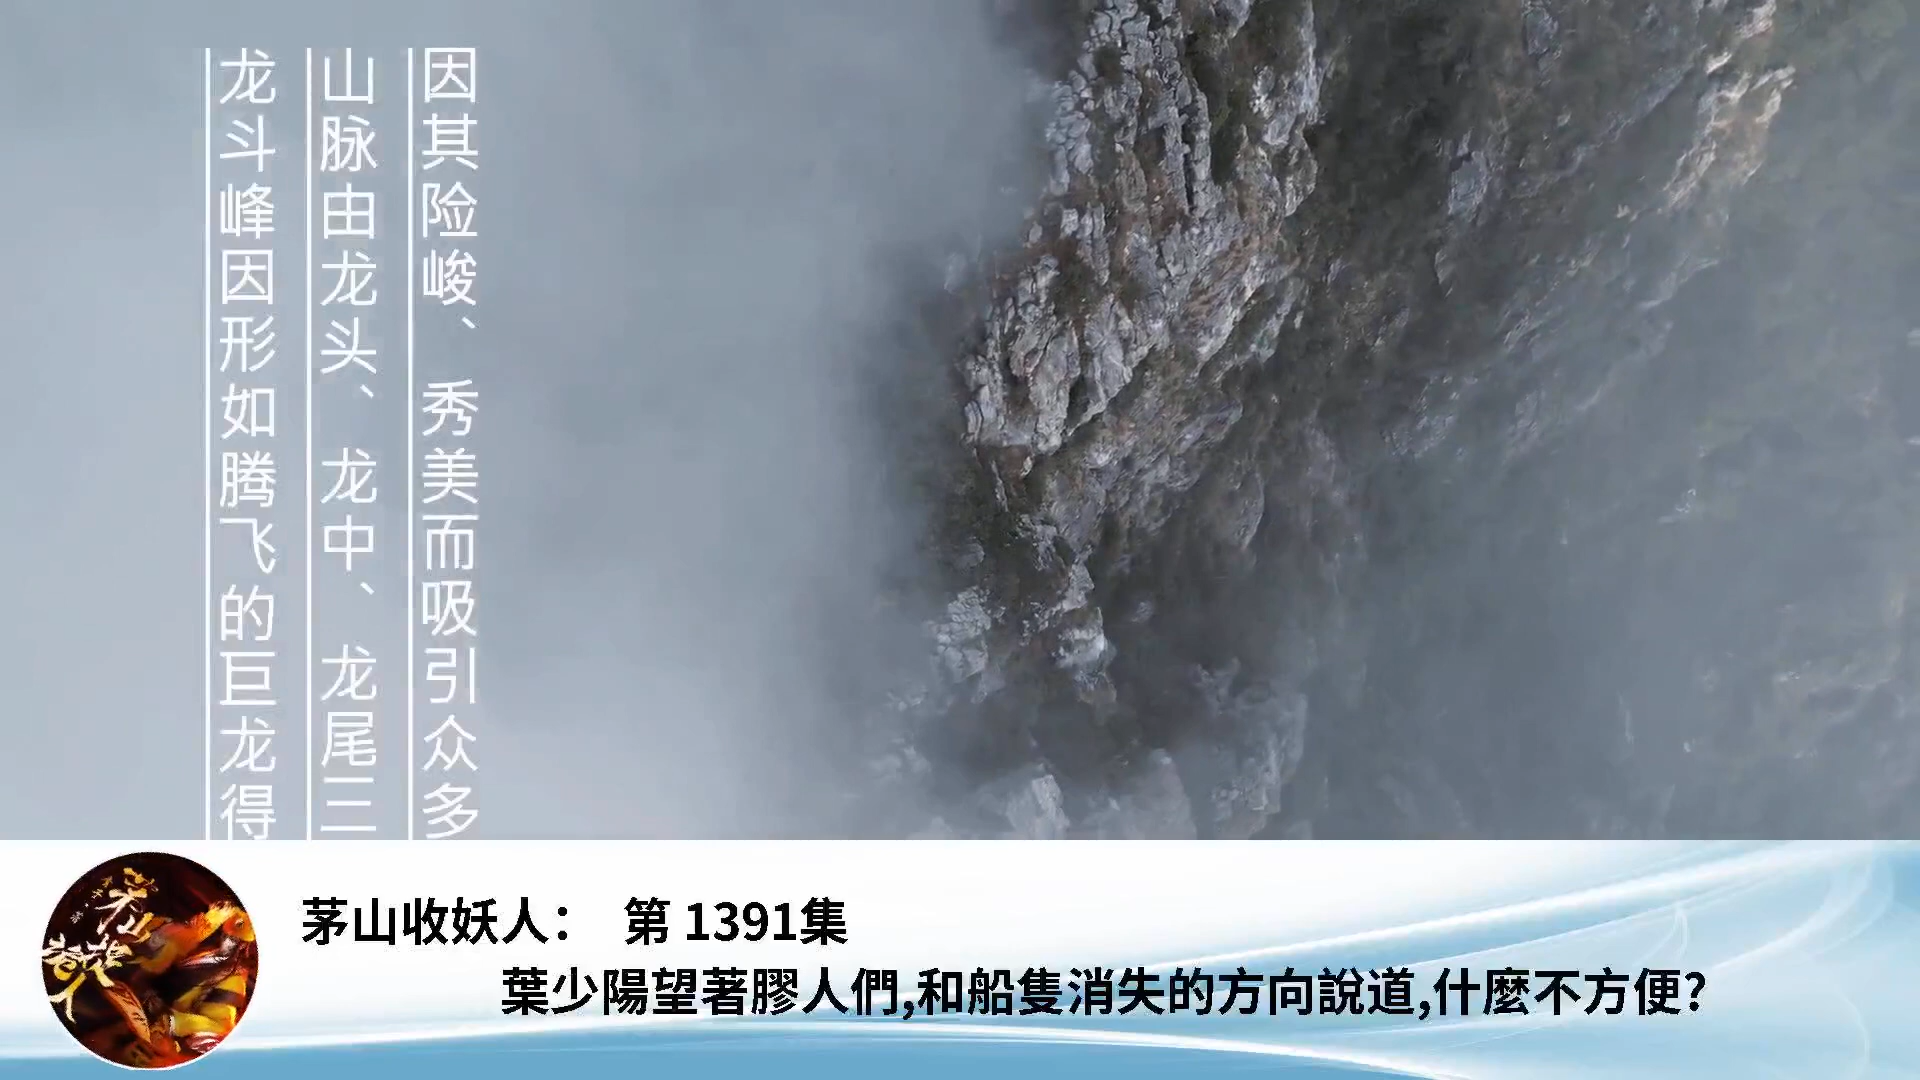 因其险峻、秀美而吸引众多
山脉由龙头、龙中、龙尾三
龙斗峰因形如腾飞的巨龙得
茅山收妖人： 第 1391集
葉少陽望著膠人們,和船隻消失的方向說道,什麼不方便?